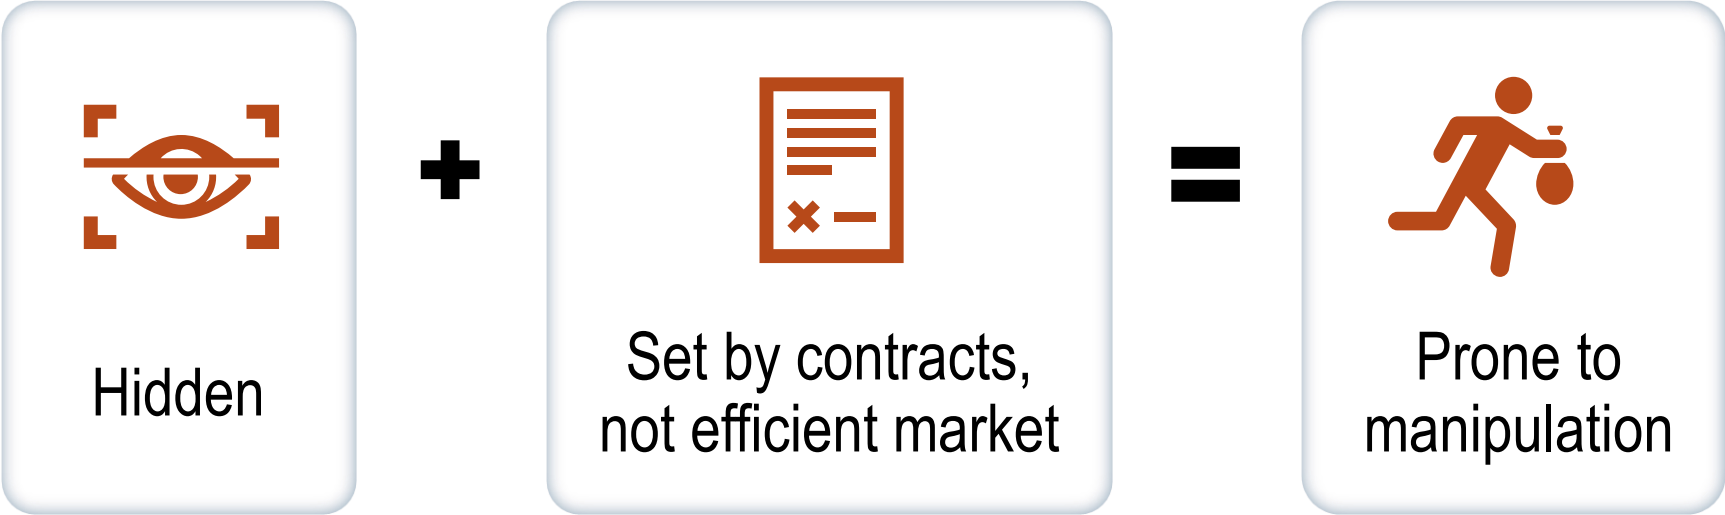 Hidden
Set by contracts,
not efficient market
Prone to
manipulation